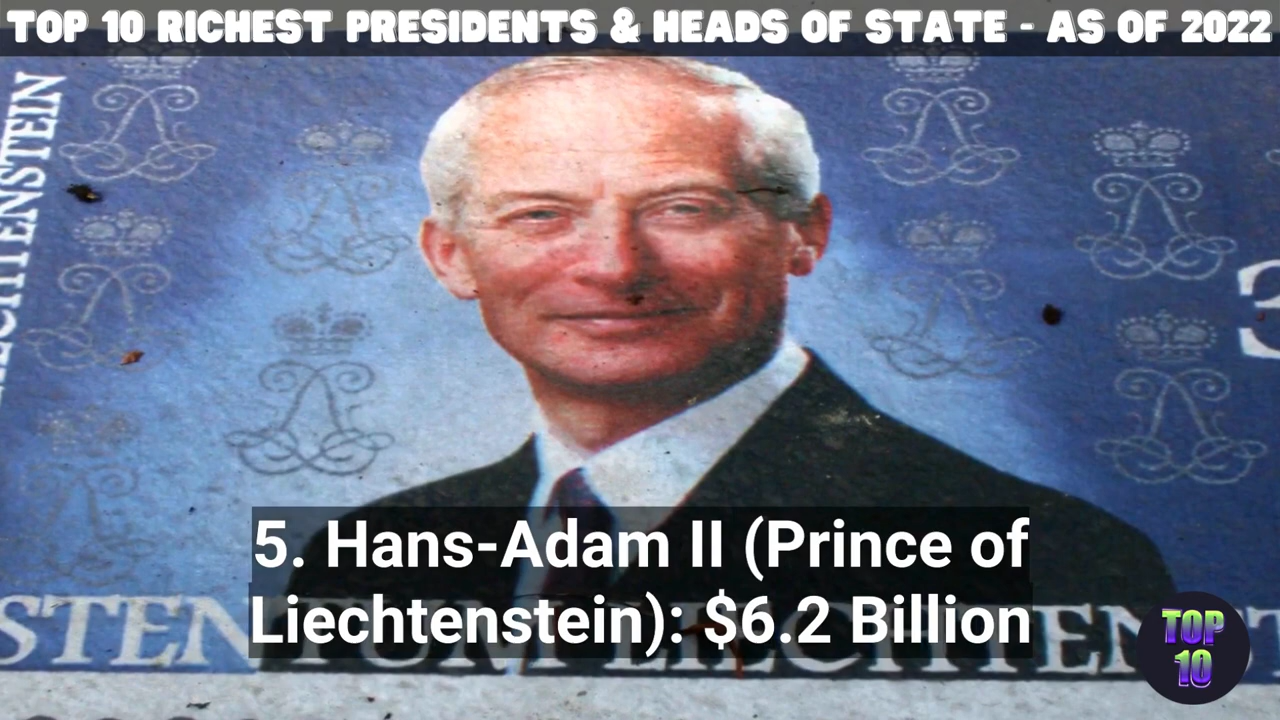 TOP 10 RICHEST PRESIDENTS & HEADS OF STATE - AS OF 2022
LIECHTENSTEIN
5. Hans-Adam II (Prince of
Liechtenstein): $6.2 Billion
TOP
10